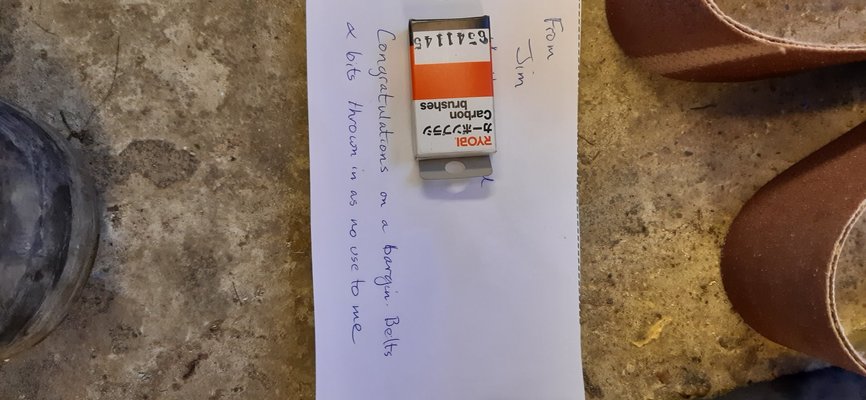 From
Jim
Congratulations on a bargin. Belts
& bits thrown in as no use to me
RYOBI
カーボンブラシ
Carbon
brushes
6541145